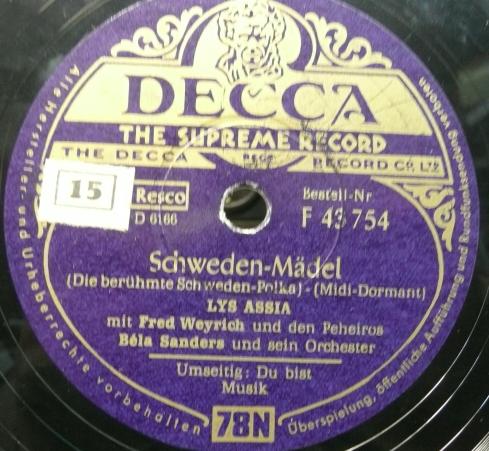 DECCA
THE SUPREME RECORD
THE DECCA RECORD Co. LTD.
15
Resco
D 6166
Bestell-Nr
F 43754
Schweden-Mädel
(Die berühmte Schweden-Polka) - (Midi-Dormant)
LYS ASSIA
mit Fred Weyrich und den Peheiros
Béla Sanders und sein Orchester
Umseitig: Du bist
Musik
78N
Alle Hersteller- und Urheberrechte vorbehalten
Überspielung, öffentliche Aufführung und Rundfunksendung verboten